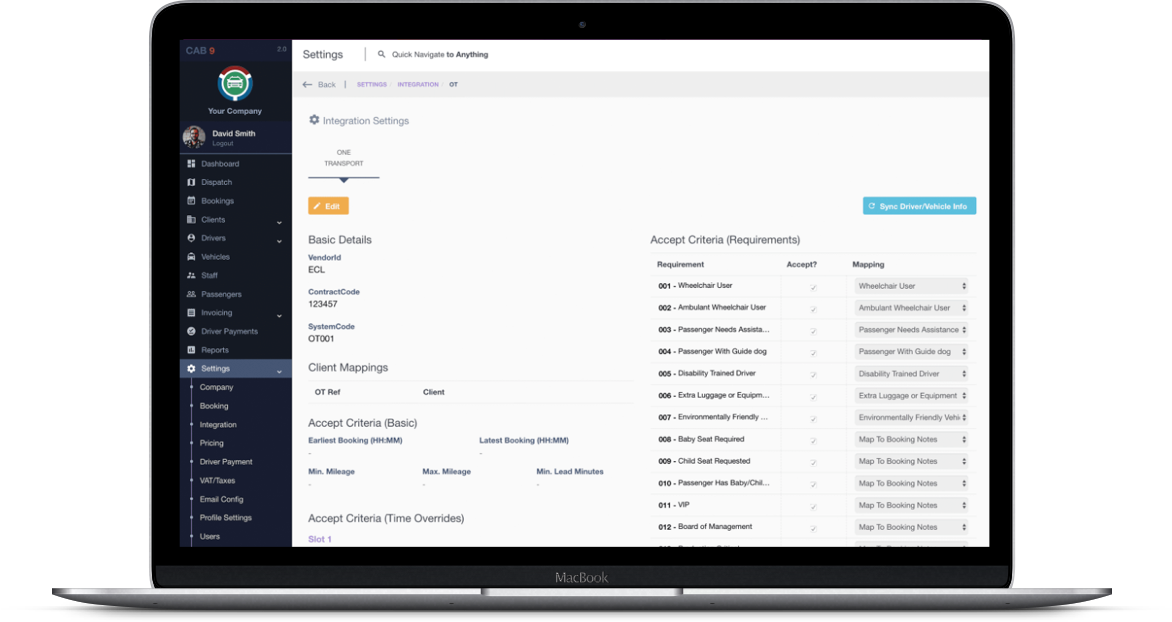 CAB 9 2.0
Your Company
David Smith
Logout
Dashboard
Dispatch
Bookings
Clients
Drivers
Vehicles
Staff
Passengers
Invoicing
Driver Payments
Reports
Settings
Company
Booking
Integration
Pricing
Driver Payment
VAT/Taxes
Email Config
Profile Settings
Users
Settings | Quick Navigate to Anything
Back | SETTINGS / INTEGRATION / OT
Integration Settings
ONE
TRANSPORT
Edit
Sync Driver/Vehicle Info
Basic Details
VendorId
ECL
ContractCode
123457
SystemCode
OT001
Client Mappings
OT Ref Client
Accept Criteria (Basic)
Earliest Booking (HH:MM) Latest Booking (HH:MM)
- -
Min. Mileage Max. Mileage Min. Lead Minutes
- - -
Accept Criteria (Time Overrides)
Slot 1
Accept Criteria (Requirements)
Requirement Accept? Mapping
001 - Wheelchair User Wheelchair User
002 - Ambulant Wheelchair User Ambulant Wheelchair User
003 - Passenger Needs Assista... Passenger Needs Assistance
004 - Passenger With Guide dog Passenger With Guide dog
005 - Disability Trained Driver Disability Trained Driver
006 - Extra Luggage or Equipm... Extra Luggage or Equipment
007 - Environmentally Friendly ... Environmentally Friendly Vehi
008 - Baby Seat Required Map To Booking Notes
009 - Child Seat Requested Map To Booking Notes
010 - Passenger Has Baby/Chil... Map To Booking Notes
011 - VIP Map To Booking Notes
012 - Board of Management Map To Booking Notes
MacBook